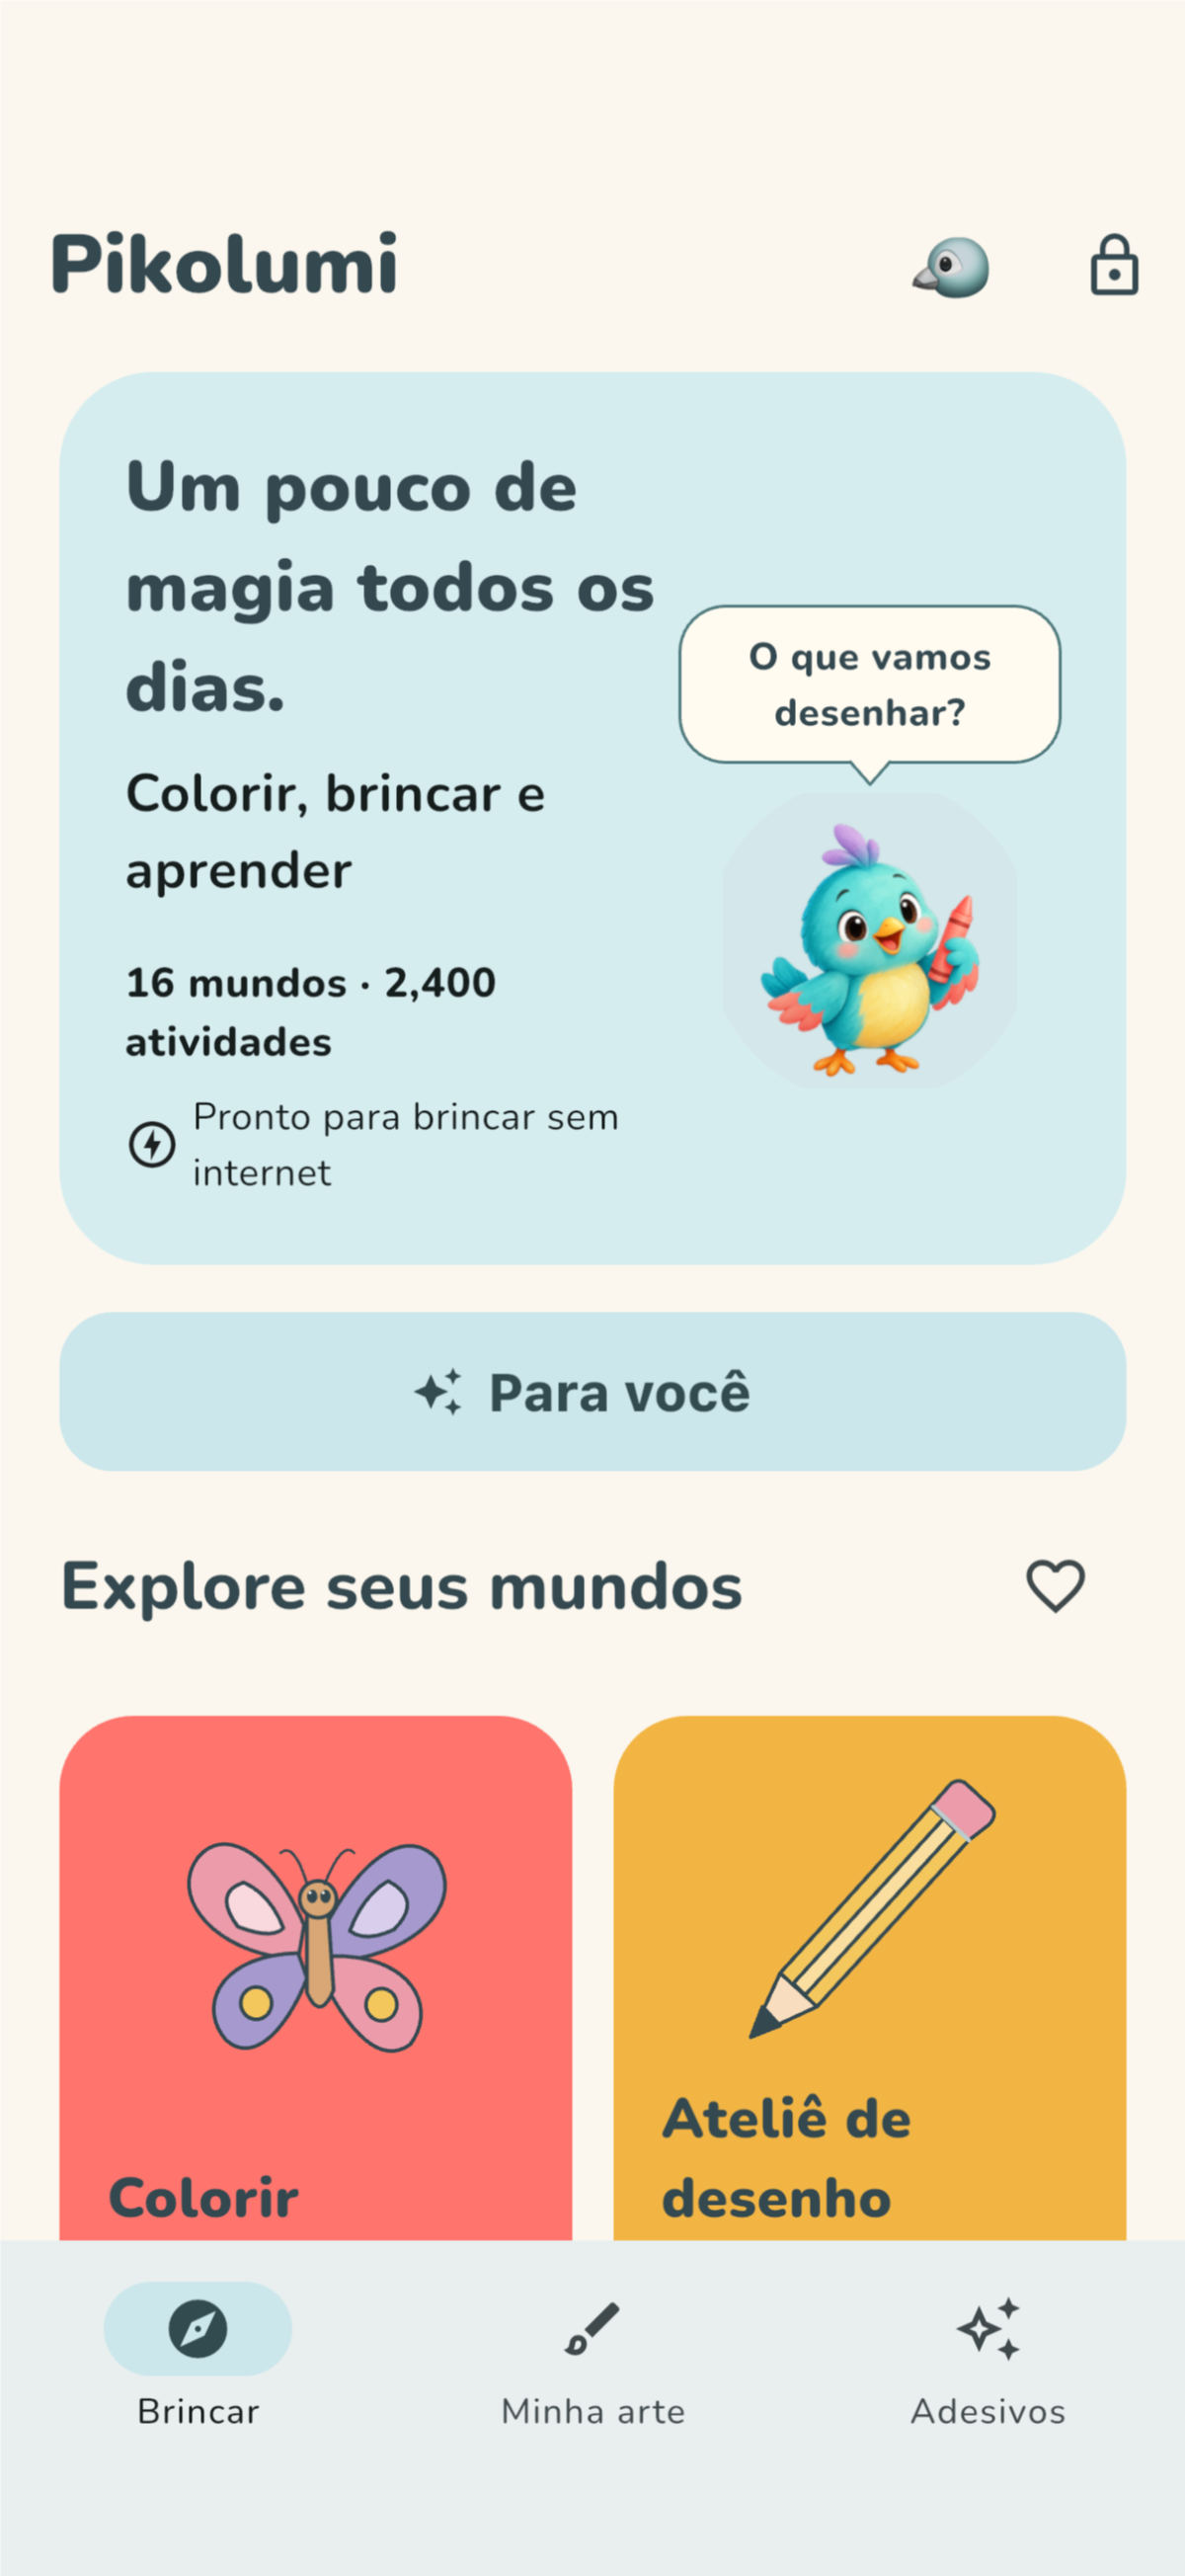 Pikolumi
Um pouco de
magia todos os
dias.
Colorir, brincar e
aprender
16 mundos · 2,400
atividades
Pronto para brincar sem
internet
O que vamos
desenhar?
Para você
Explore seus mundos
Colorir
Ateliê de
desenho
Brincar
Minha arte
Adesivos